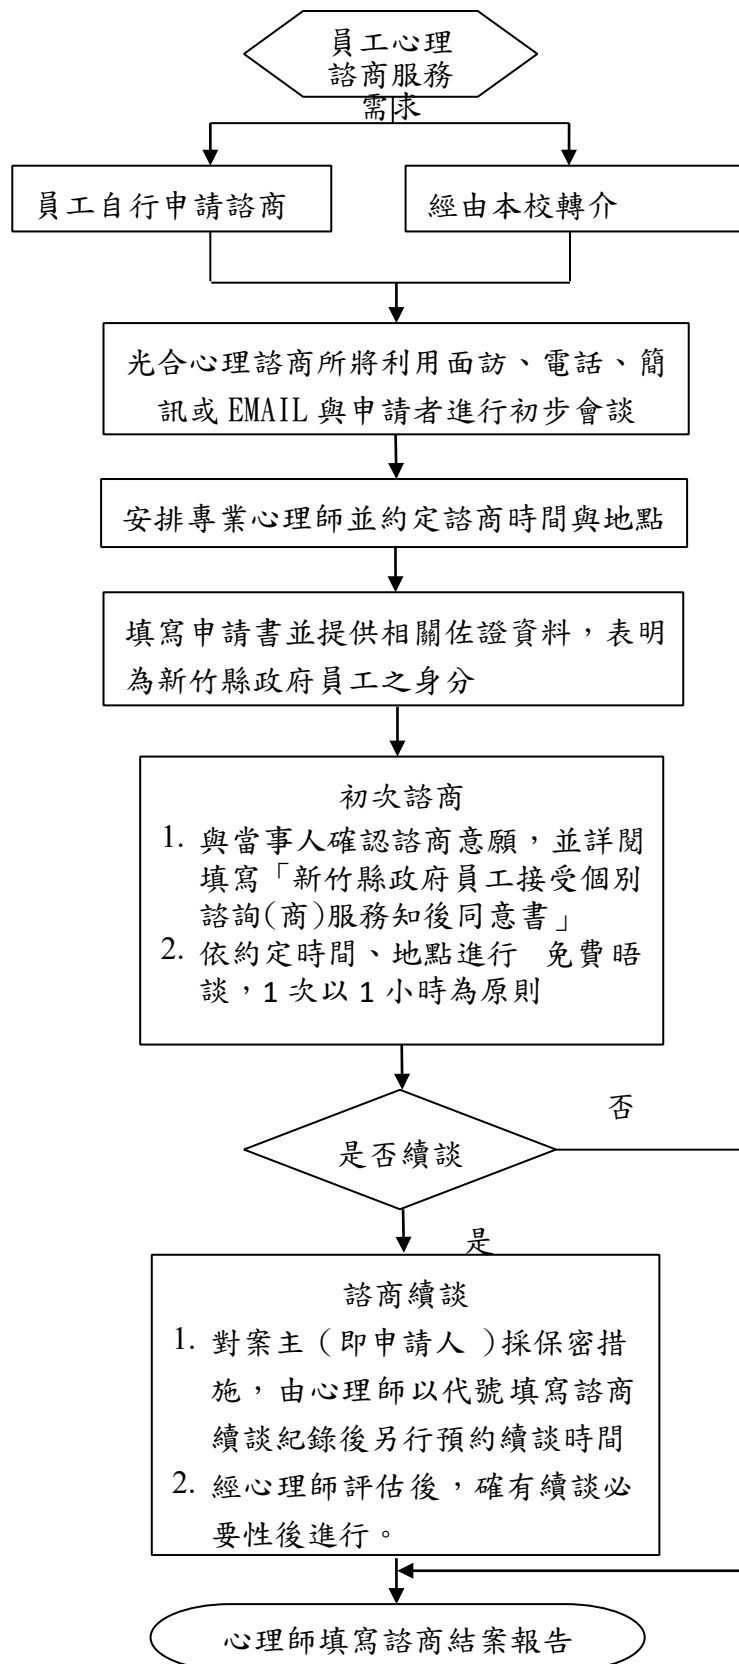 員工心理
諮商服務
需求
員工自行申請諮商
經由本校轉介
光合心理諮商所將利用面訪、電話、簡
訊或 EMAIL 與申請者進行初步會談
安排專業心理師並約定諮商時間與地點
填寫申請書並提供相關佐證資料，表明
為新竹縣政府員工之身分
初次諮商
1. 與當事人確認諮商意願，並詳閱
填寫「新竹縣政府員工接受個別
諮詢(商)服務知後同意書」
2. 依約定時間、地點進行 免費晤
談，1 次以 1 小時為原則
否
是否續談
是
諮商續談
1. 對案主（即申請人 ）採保密措
施，由心理師以代號填寫諮商
續談紀錄後另行預約續談時間
2. 經心理師評估後，確有續談必
要性後進行。
心理師填寫諮商結案報告